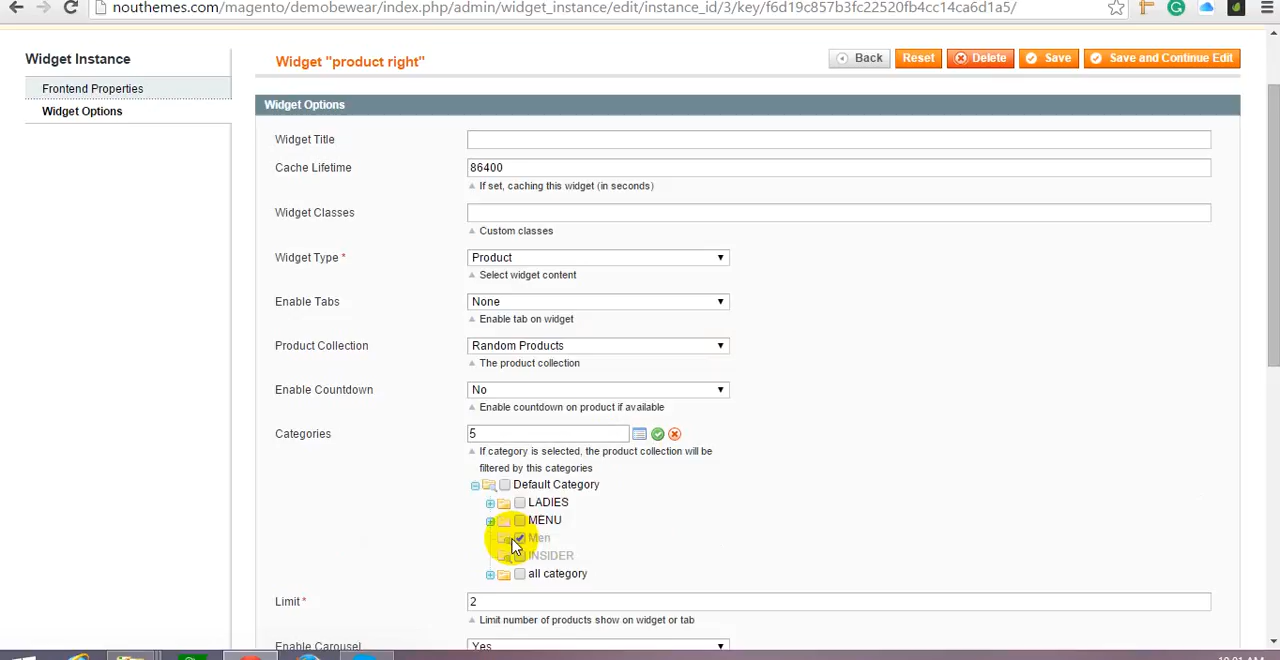 nouthemes.com/magento/demobewear/index.php/admin/widget_instance/edit/instance_id/3/key/f6d19c857b3fc22520fb4cc14ca6d1a5/
Widget Instance
Frontend Properties
Widget Options
Widget "product right"
Back
Reset
Delete
Save
Save and Continue Edit
Widget Options
Widget Title
Cache Lifetime
86400
If set, caching this widget (in seconds)
Widget Classes
Custom classes
Widget Type *
Product
Select widget content
Enable Tabs
None
Enable tab on widget
Product Collection
Random Products
The product collection
Enable Countdown
No
Enable countdown on product if available
Categories
5
If category is selected, the product collection will be
filtered by this categories
Default Category
LADIES
MENU
Men
INSIDER
all category
Limit *
2
Limit number of products show on widget or tab
Enable Carousel
Yes